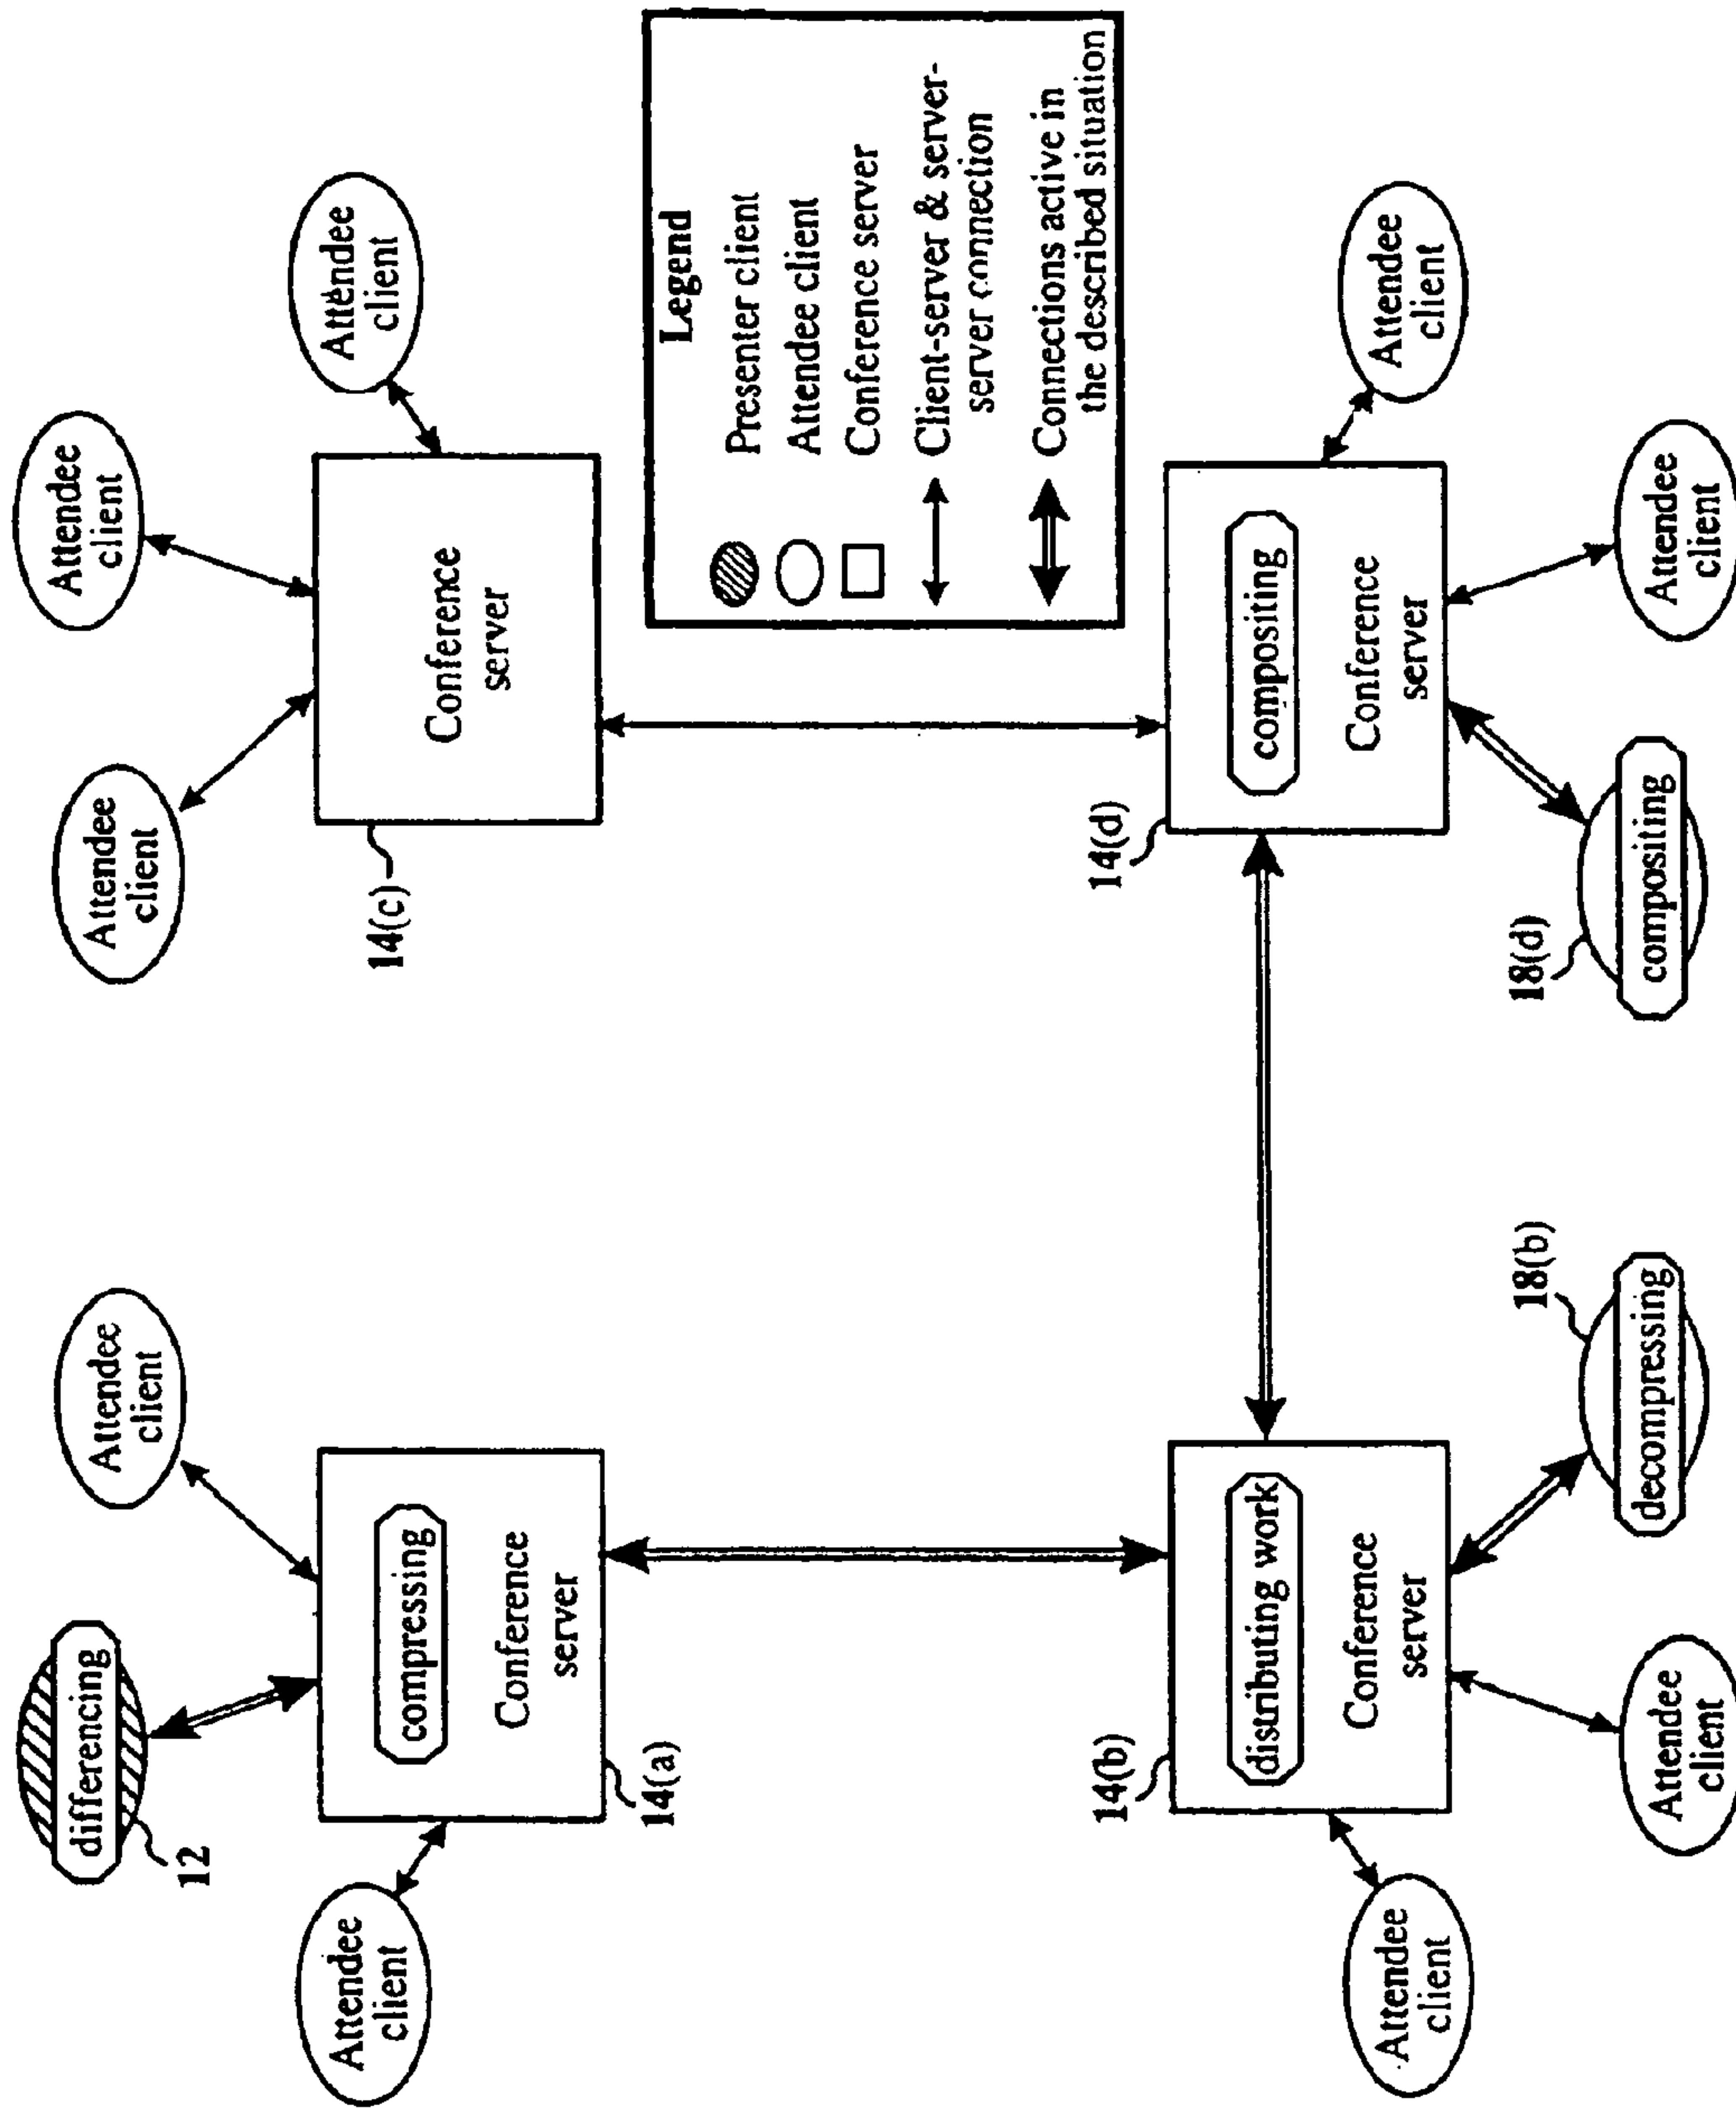 differencing
12
Attendee
client
Attendee
client
compressing
Conference
server
14(a)
Attendee
client
Attendee
client
Attendee
client
Conference
server
14(c)
Legend
Presenter client
Attendee client
Conference server
Client-server & server-
server connection
Connections active in
the described situation
14(b)
distributing work
Conference
server
Attendee
client
Attendee
client
18(b)
decompressing
14(d)
compositing
Conference
server
18(d)
compositing
Attendee
client
Attendee
client